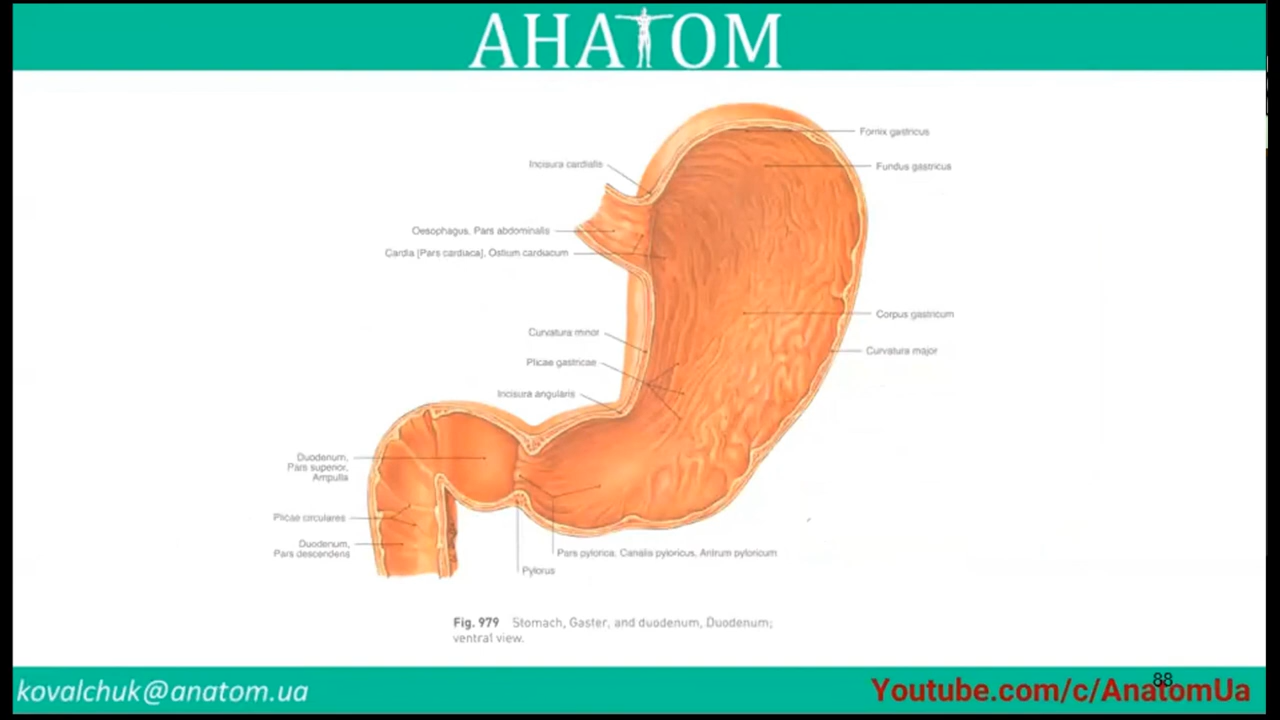 АНАТОМ
Fornix gastricus
Incisura cardialis
Fundus gastricus
Oesophagus, Pars abdominalis
Cardia [Pars cardiaca], Ostium cardiacum
Corpus gastricum
Curvatura minor
Curvatura major
Plicae gastricae
Incisura angularis
Duodenum,
Pars superior,
Ampulla
Plicae circulares
Duodenum,
Pars descendens
Pars pylorica: Canalis pyloricus, Antrum pyloricum
Pylorus
Fig. 979 Stomach, Gaster, and duodenum, Duodenum;
ventral view.
88
kovalchuk@anatom.ua
Youtube.com/c/AnatomUa